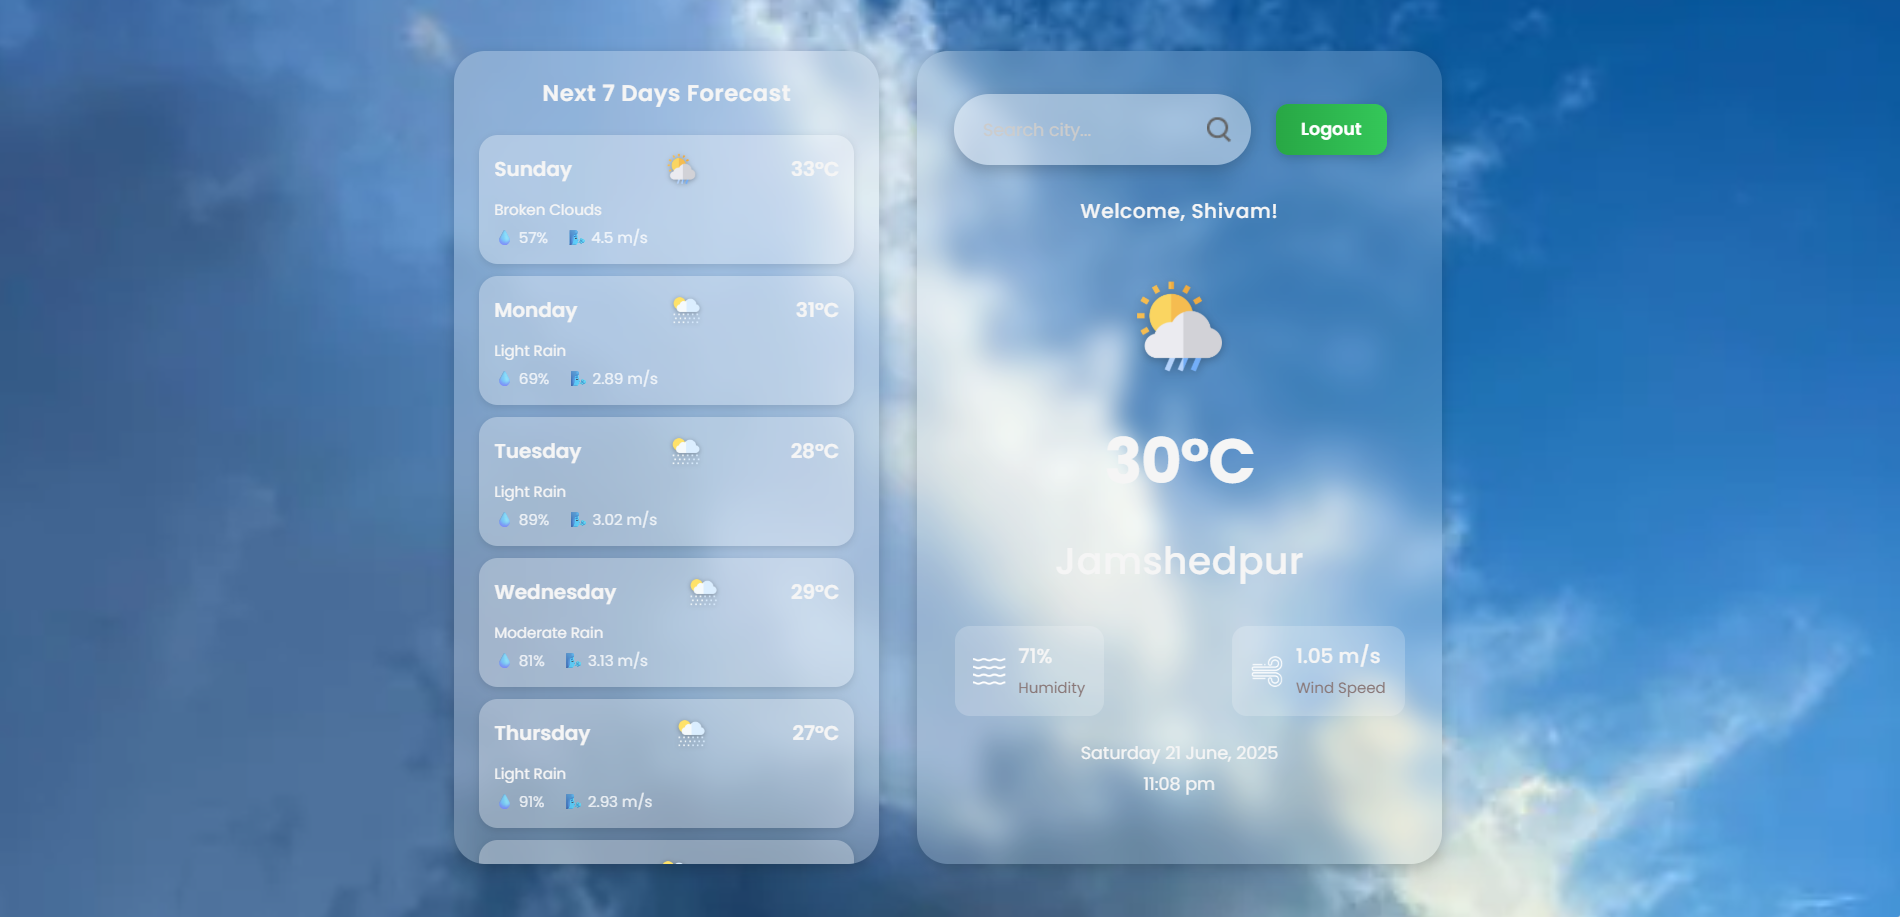 Next 7 Days Forecast
Sunday 33°C
Broken Clouds
57% 4.5 m/s
Monday 31°C
Light Rain
69% 2.89 m/s
Tuesday 28°C
Light Rain
89% 3.02 m/s
Wednesday 29°C
Moderate Rain
81% 3.13 m/s
Thursday 27°C
Light Rain
91% 2.93 m/s
Search city...
Logout
Welcome, Shivam!
30°C
Jamshedpur
71%
Humidity
1.05 m/s
Wind Speed
Saturday 21 June, 2025
11:08 pm